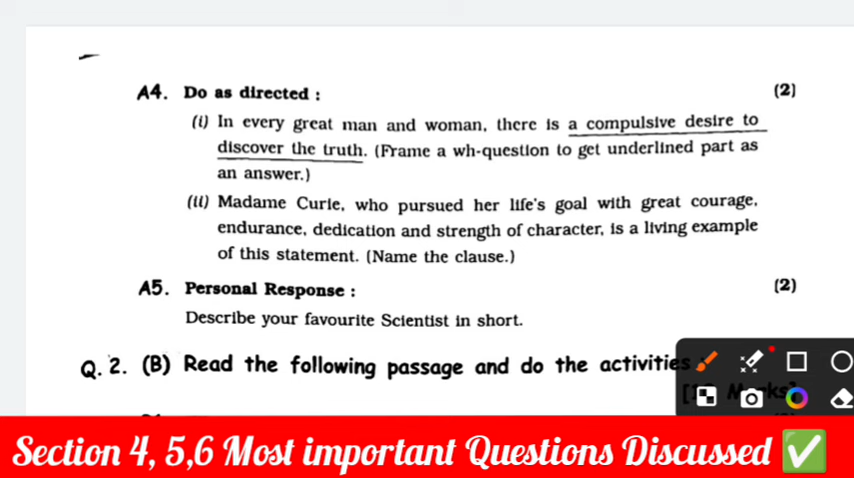 A4. Do as directed : (2)
(i) In every great man and woman, there is a compulsive desire to
discover the truth. (Frame a wh-question to get underlined part as
an answer.)
(ii) Madame Curie, who pursued her life's goal with great courage,
endurance, dedication and strength of character, is a living example
of this statement. (Name the clause.)
A5. Personal Response : (2)
Describe your favourite Scientist in short.
Q. 2. (B) Read the following passage and do the activities
Section 4, 5,6 Most important Questions Discussed ✅